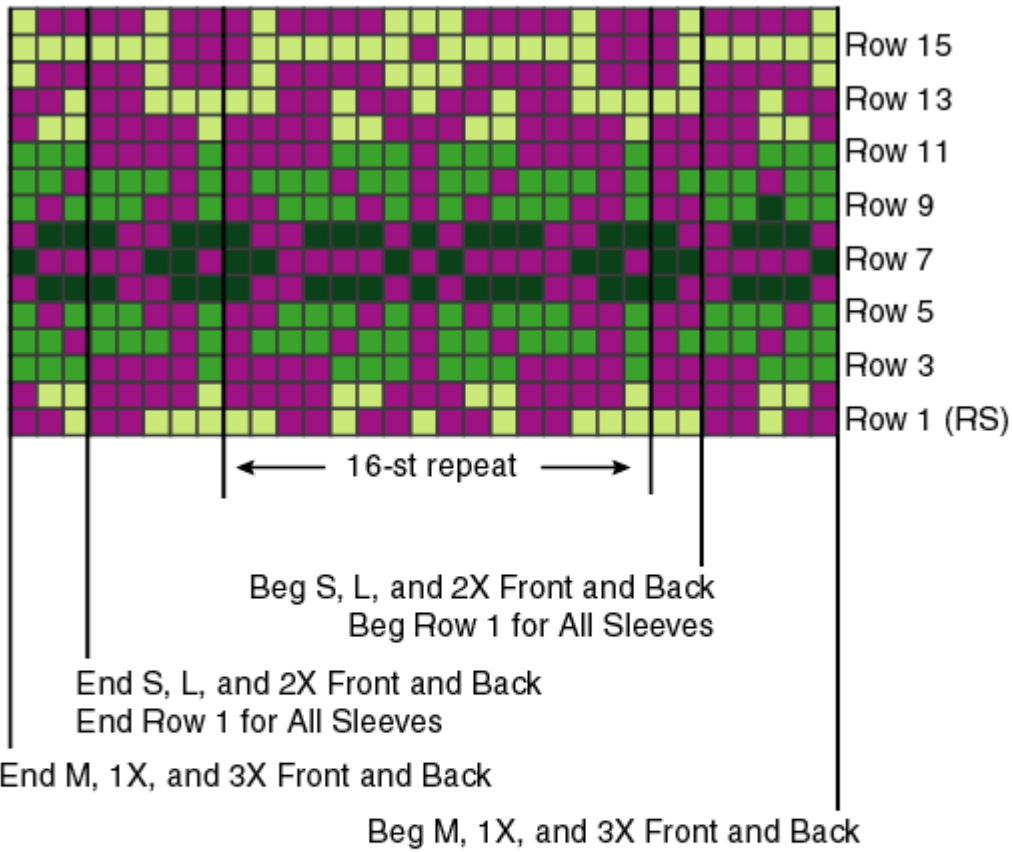 Row 15
Row 13
Row 11
Row 9
Row 7
Row 5
Row 3
Row 1 (RS)
16-st repeat
Beg S, L, and 2X Front and Back
Beg Row 1 for All Sleeves
End S, L, and 2X Front and Back
End Row 1 for All Sleeves
End M, 1X, and 3X Front and Back
Beg M, 1X, and 3X Front and Back